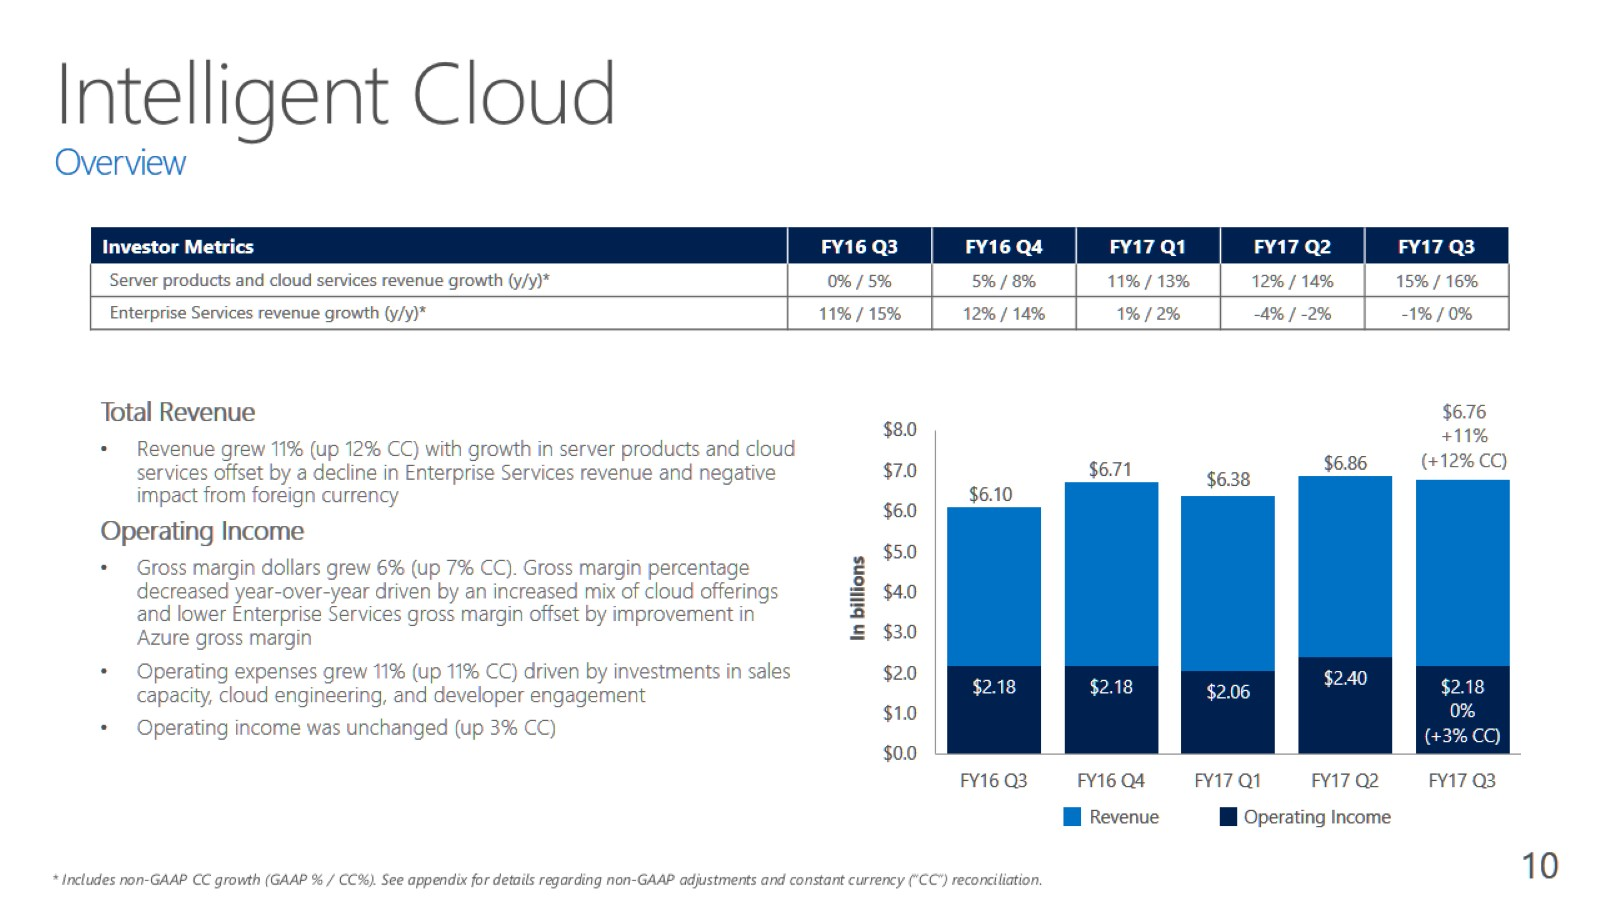 Intelligent Cloud
Overview
Investor Metrics FY16 Q3 FY16 Q4 FY17 Q1 FY17 Q2 FY17 Q3
Server products and cloud services revenue growth (y/y)* 0% / 5% 5% / 8% 11% / 13% 12% / 14% 15% / 16%
Enterprise Services revenue growth (y/y)* 11% / 15% 12% / 14% 1% / 2% -4% / -2% -1% / 0%
Total Revenue
• Revenue grew 11% (up 12% CC) with growth in server products and cloud
services offset by a decline in Enterprise Services revenue and negative
impact from foreign currency
Operating Income
• Gross margin dollars grew 6% (up 7% CC). Gross margin percentage
decreased year-over-year driven by an increased mix of cloud offerings
and lower Enterprise Services gross margin offset by improvement in
Azure gross margin
• Operating expenses grew 11% (up 11% CC) driven by investments in sales
capacity, cloud engineering, and developer engagement
• Operating income was unchanged (up 3% CC)
In billions
$8.0
$7.0
$6.0
$5.0
$4.0
$3.0
$2.0
$1.0
$0.0
$6.10
$6.71
$6.38
$6.86
$6.76
+11%
(+12% CC)
$2.18
$2.18
$2.06
$2.40
$2.18
0%
(+3% CC)
FY16 Q3 FY16 Q4 FY17 Q1 FY17 Q2 FY17 Q3
Revenue Operating Income
* Includes non-GAAP CC growth (GAAP % / CC%). See appendix for details regarding non-GAAP adjustments and constant currency ("CC") reconciliation.
10